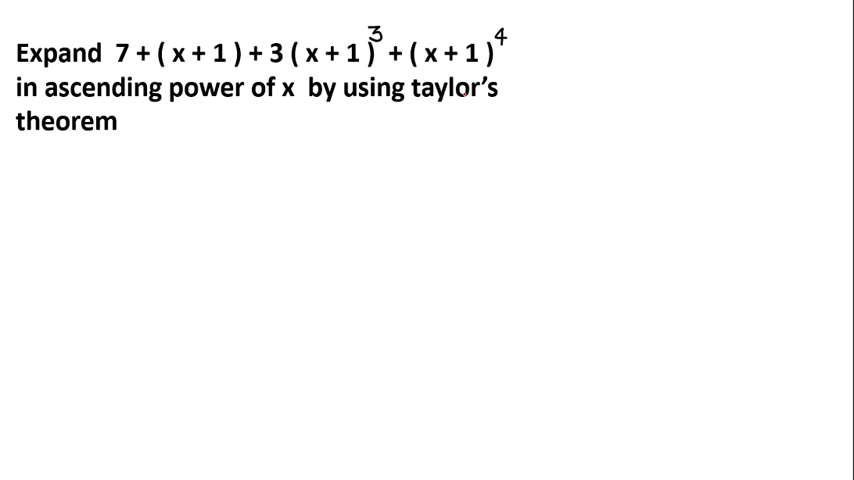 Expand 7 + ( x + 1 ) + 3 ( x + 1 )³ + ( x + 1 )⁴
in ascending power of x by using taylor’s
theorem